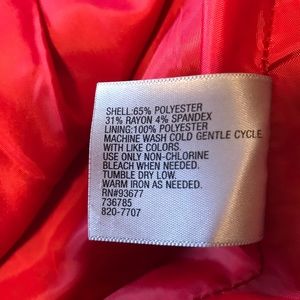 SHELL:65% POLYESTER
31% RAYON 4% SPANDEX
LINING:100% POLYESTER
MACHINE WASH COLD GENTLE CYCLE
WITH LIKE COLORS.
USE ONLY NON-CHLORINE
BLEACH WHEN NEEDED.
TUMBLE DRY LOW.
WARM IRON AS NEEDED.
RN#93677
736785
820-7707